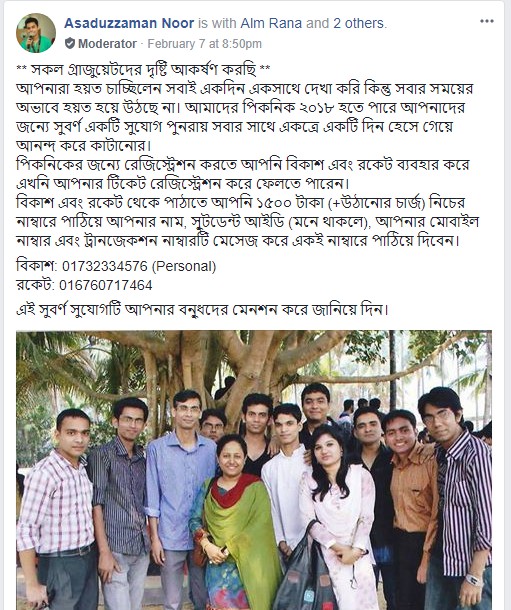 Asaduzzaman Noor is with Alm Rana and 2 others.
Moderator · February 7 at 8:50pm
** সকল গ্রাজুয়েটদের দৃষ্টি আকর্ষণ করছি **
আপনারা হয়ত চাচ্ছিলেন সবাই একদিন একসাথে দেখা করি কিন্তু সবার সময়ের
অভাবে হয়ত হয়ে উঠছে না। আমাদের পিকনিক ২০১৮ হতে পারে আপনাদের
জন্যে সুবর্ণ একটি সুযোগ পুনরায় সবার সাথে একত্রে একটি দিন হেসে গেয়ে
আনন্দ করে কাটানোর।
পিকনিকের জন্যে রেজিস্ট্রেশন করতে আপনি বিকাশ এবং রকেট ব্যবহার করে
এখনি আপনার টিকেট রেজিস্ট্রেশন করে ফেলতে পারেন।
বিকাশ এবং রকেট থেকে পাঠাতে আপনি ১৫০০ টাকা (+উঠানোর চার্জ) নিচের
নাম্বারে পাঠিয়ে আপনার নাম, স্টুডেন্ট আইডি (মনে থাকলে), আপনার মোবাইল
নাম্বার এবং ট্রানজেকশন নাম্বারটি মেসেজ করে একই নাম্বারে পাঠিয়ে দিবেন।
বিকাশ: 01732334576 (Personal)
রকেট: 016760717464
এই সুবর্ণ সুযোগটি আপনার বন্ধুদের মেনশন করে জানিয়ে দিন।